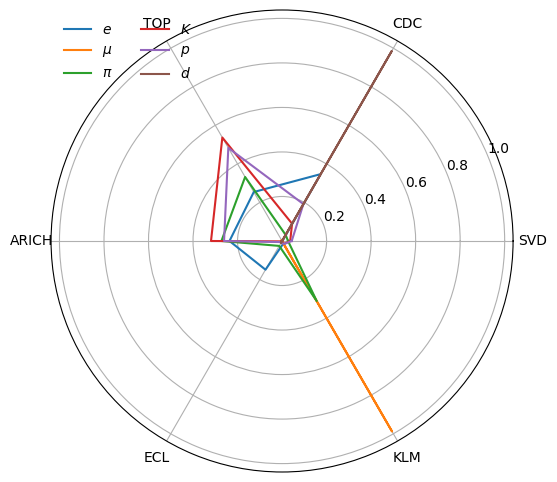 TOP
CDC
e K
μ p
π d
1.0
0.8
0.6
0.4
0.2
ARICH
SVD
ECL
KLM